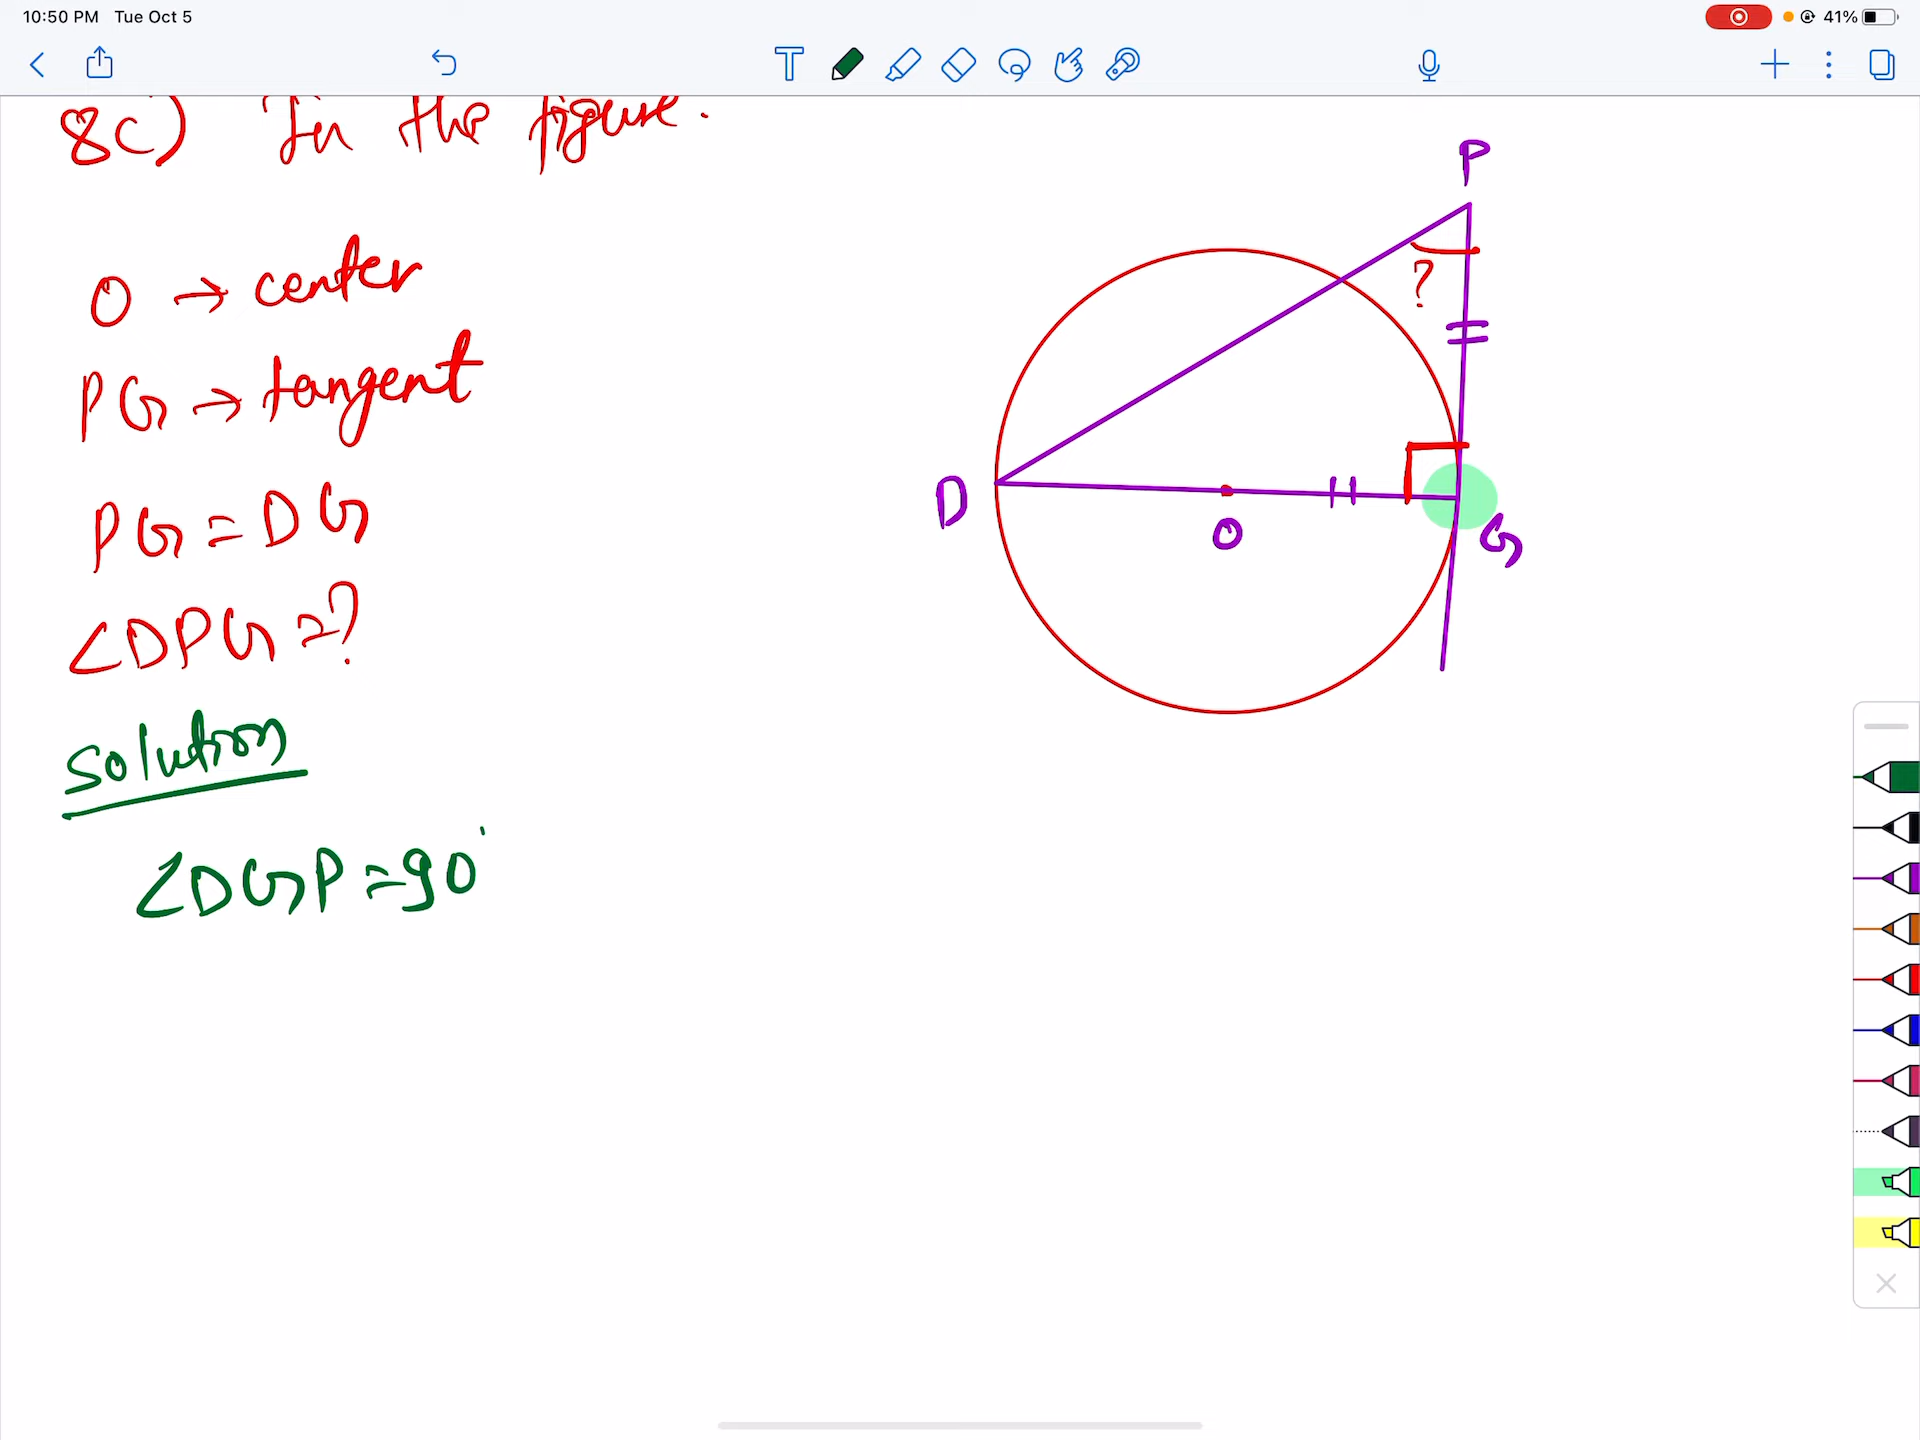 10:50 PM Tue Oct 5
41%
8c) In the figure.
O → center
PG → tangent
PG = DG
∠DPG = ?
Solution
∠DGP = 90°
P
?
D
O
G